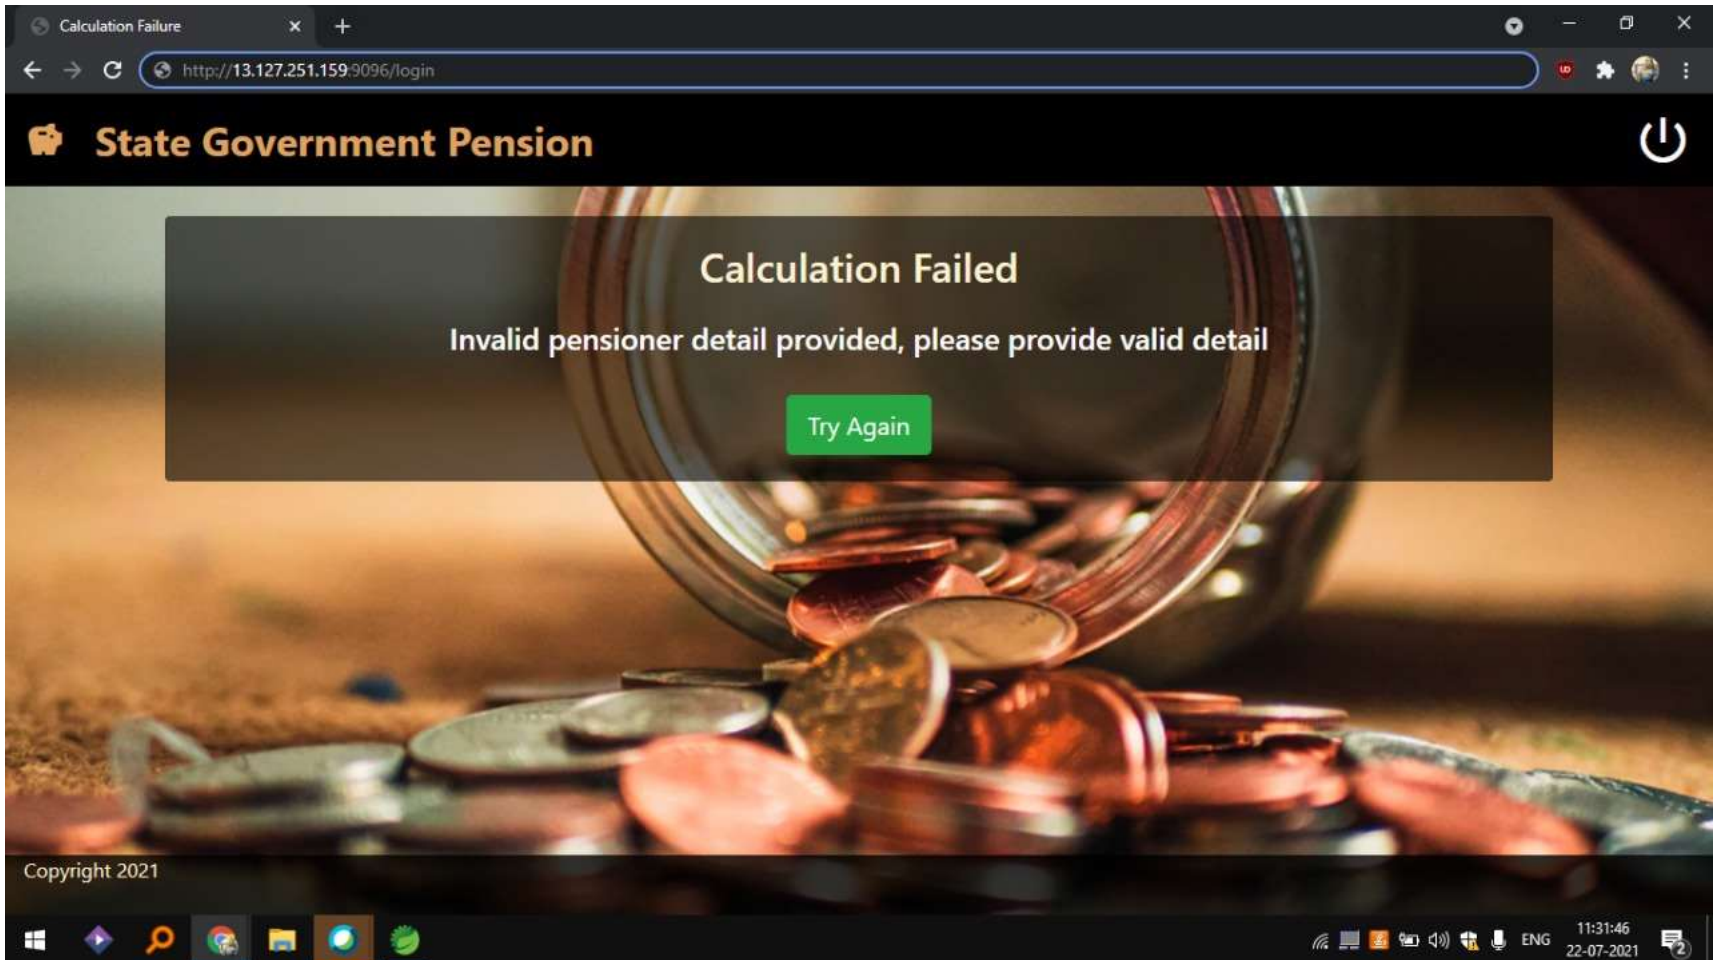 Calculation Failure
http://13.127.251.159:9096/login
State Government Pension
Calculation Failed
Invalid pensioner detail provided, please provide valid detail
Try Again
Copyright 2021
ENG
11:31:46
22-07-2021
2